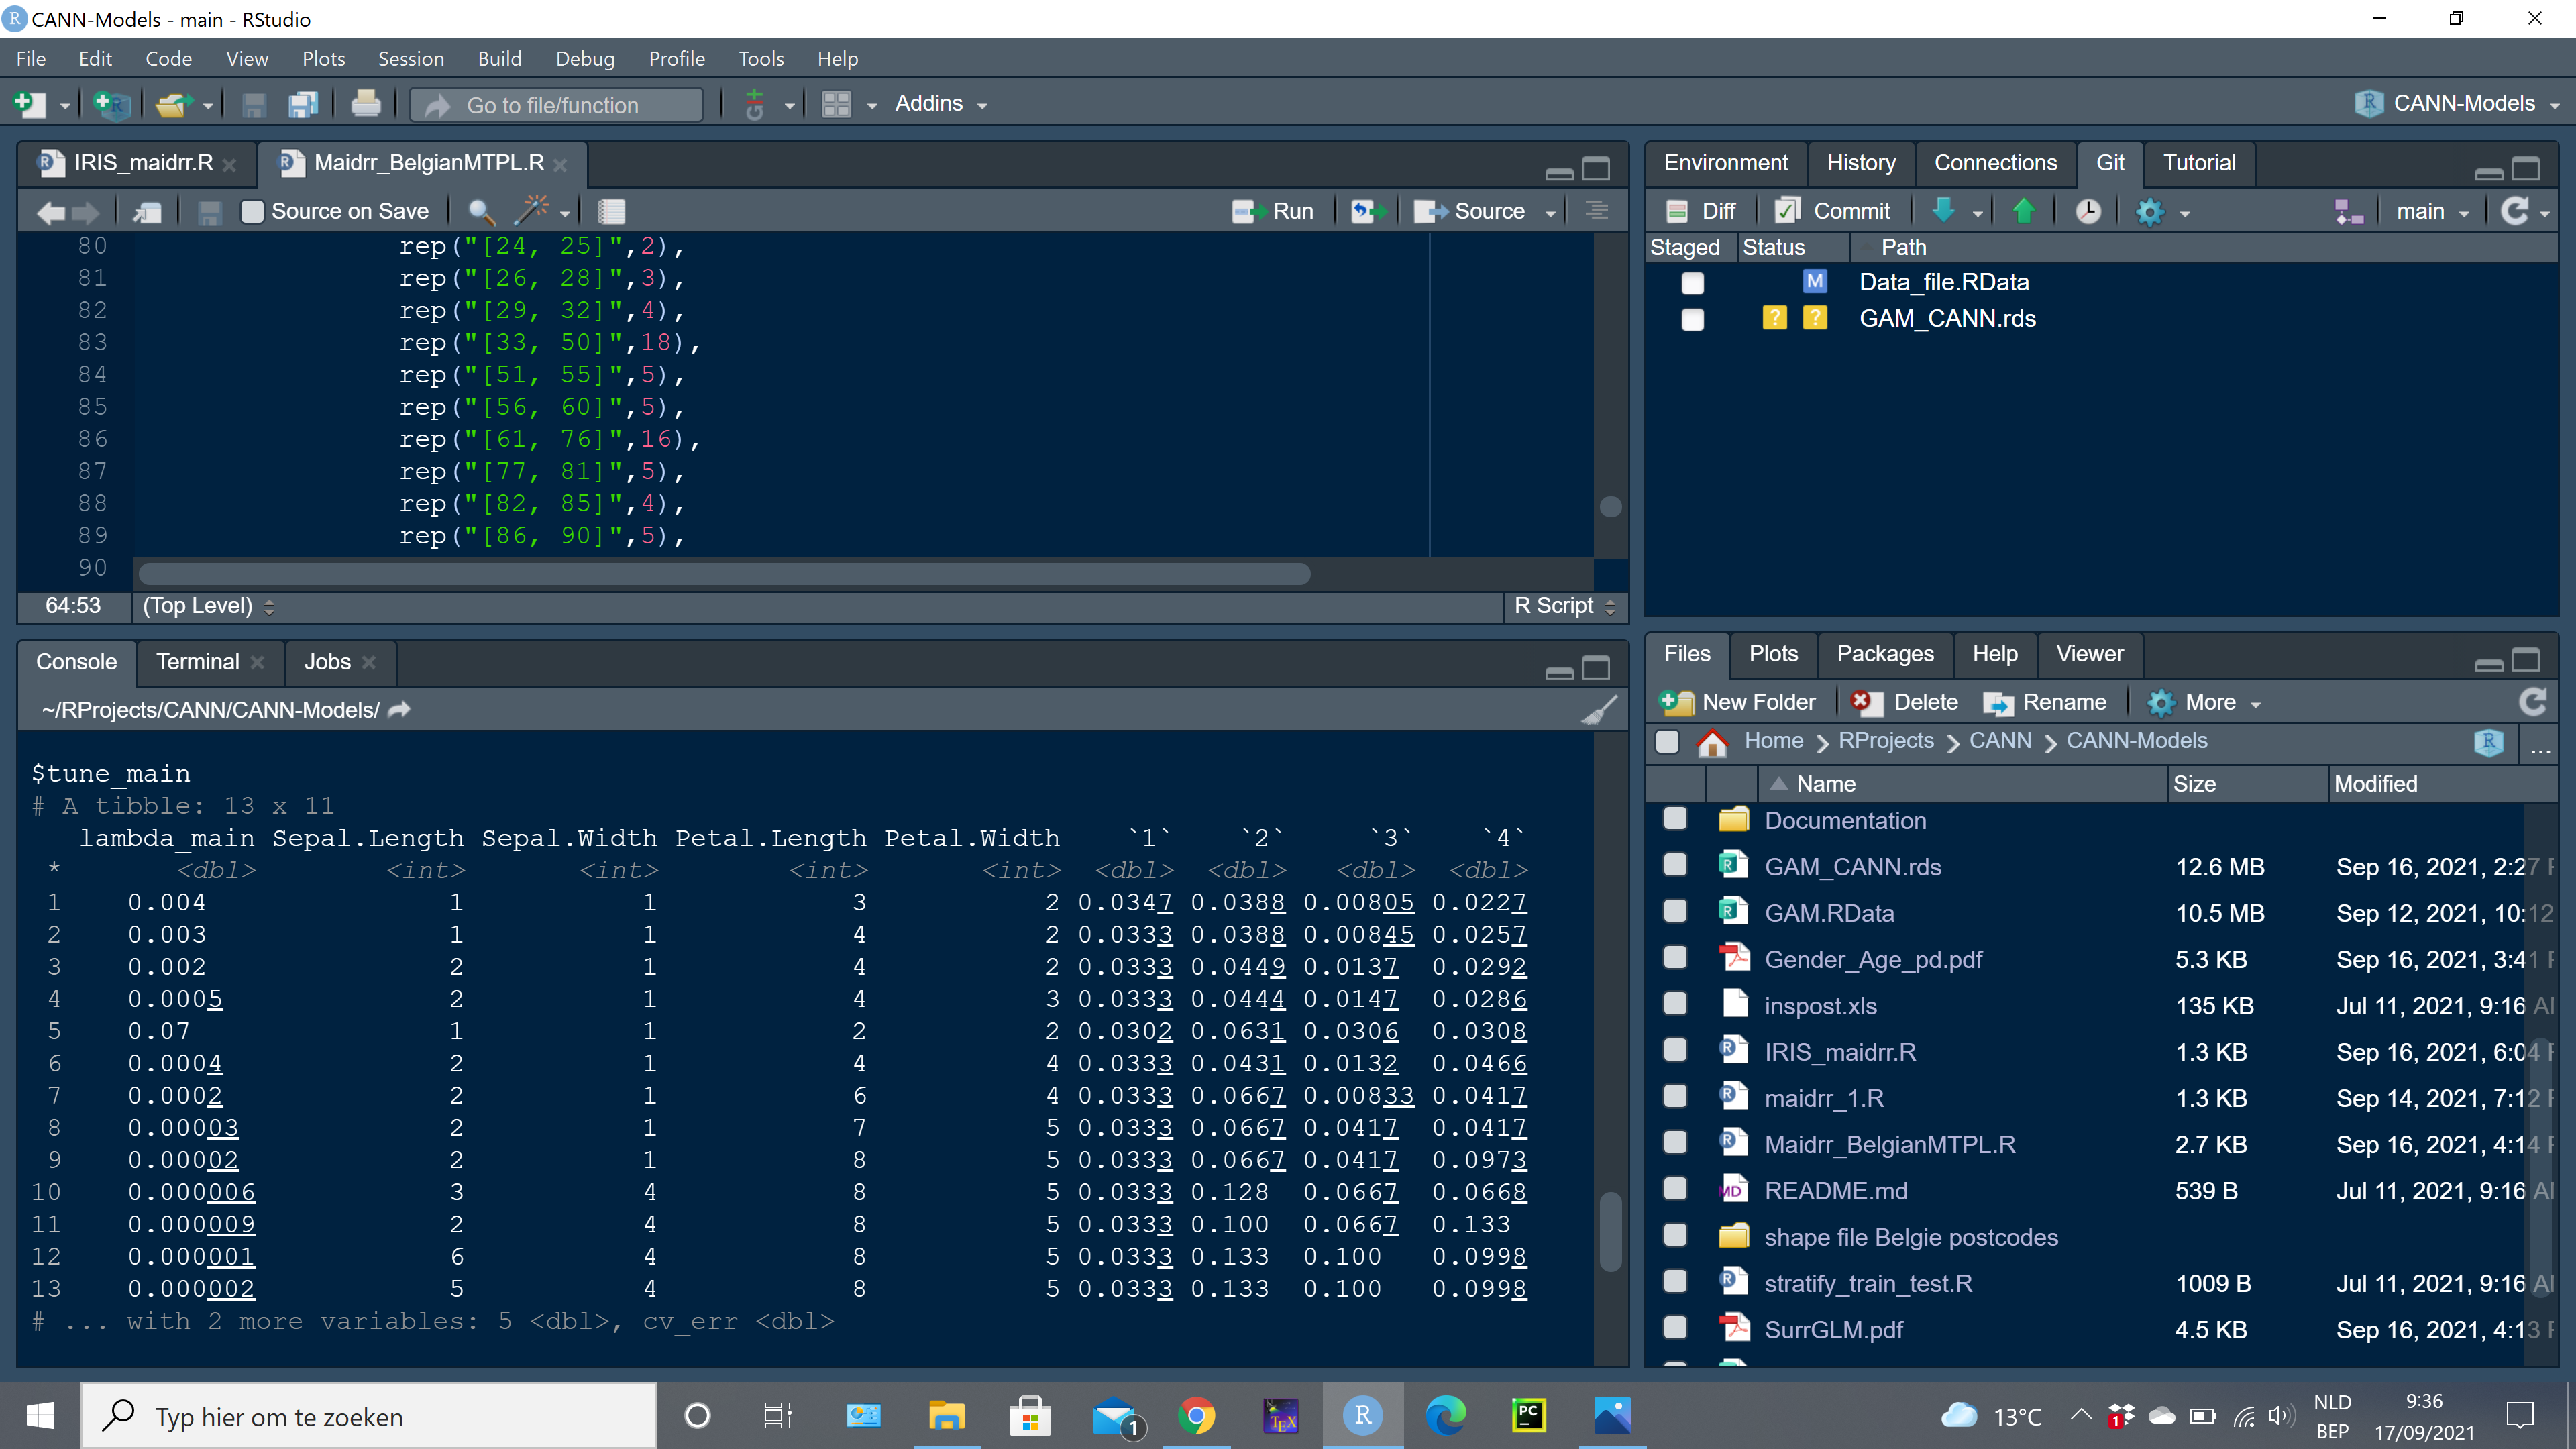 CANN-Models - main - RStudio
File Edit Code View Plots Session Build Debug Profile Tools Help
Go to file/function Addins CANN-Models
IRIS_maidrr.R Maidrr_BelgianMTPL.R
Source on Save Run Source
80 rep("[24, 25]",2),
81 rep("[26, 28]",3),
82 rep("[29, 32]",4),
83 rep("[33, 50]",18),
84 rep("[51, 55]",5),
85 rep("[56, 60]",5),
86 rep("[61, 76]",16),
87 rep("[77, 81]",5),
88 rep("[82, 85]",4),
89 rep("[86, 90]",5),
90
64:53 (Top Level) R Script
Console Terminal Jobs
~/RProjects/CANN/CANN-Models/
$tune_main
# A tibble: 13 x 11
lambda_main Sepal.Length Sepal.Width Petal.Length Petal.Width `1` `2` `3` `4`
* <dbl> <int> <int> <int> <int> <dbl> <dbl> <dbl> <dbl>
1 0.004 1 1 3 2 0.0347 0.0388 0.00805 0.0227
2 0.003 1 1 4 2 0.0333 0.0388 0.00845 0.0257
3 0.002 2 1 4 2 0.0333 0.0449 0.0137 0.0292
4 0.0005 2 1 4 3 0.0333 0.0444 0.0147 0.0286
5 0.07 1 1 2 2 0.0302 0.0631 0.0306 0.0308
6 0.0004 2 1 4 4 0.0333 0.0431 0.0132 0.0466
7 0.0002 2 1 6 4 0.0333 0.0667 0.00833 0.0417
8 0.00003 2 1 7 5 0.0333 0.0667 0.0417 0.0417
9 0.00002 2 1 8 5 0.0333 0.0667 0.0417 0.0973
10 0.000006 3 4 8 5 0.0333 0.128 0.0667 0.0668
11 0.000009 2 4 8 5 0.0333 0.100 0.0667 0.133
12 0.000001 6 4 8 5 0.0333 0.133 0.100 0.0998
13 0.000002 5 4 8 5 0.0333 0.133 0.100 0.0998
# ... with 2 more variables: 5 <dbl>, cv_err <dbl>
Environment History Connections Git Tutorial
Diff Commit main
Staged Status Path
M Data_file.RData
? ? GAM_CANN.rds
Files Plots Packages Help Viewer
New Folder Delete Rename More
Home RProjects CANN CANN-Models ...
Name Size Modified
Documentation
GAM_CANN.rds 12.6 MB Sep 16, 2021, 2:27 P
GAM.RData 10.5 MB Sep 12, 2021, 10:12
Gender_Age_pd.pdf 5.3 KB Sep 16, 2021, 3:41 P
inspost.xls 135 KB Jul 11, 2021, 9:16 AM
IRIS_maidrr.R 1.3 KB Sep 16, 2021, 6:04 P
maidrr_1.R 1.3 KB Sep 14, 2021, 7:12 P
Maidrr_BelgianMTPL.R 2.7 KB Sep 16, 2021, 4:14 P
README.md 539 B Jul 11, 2021, 9:16 AM
shape file Belgie postcodes
stratify_train_test.R 1009 B Jul 11, 2021, 9:16 AM
SurrGLM.pdf 4.5 KB Sep 16, 2021, 4:13 P
Typ hier om te zoeken 1 TEX R PC 13°C 1 NLD 9:36
BEP 17/09/2021